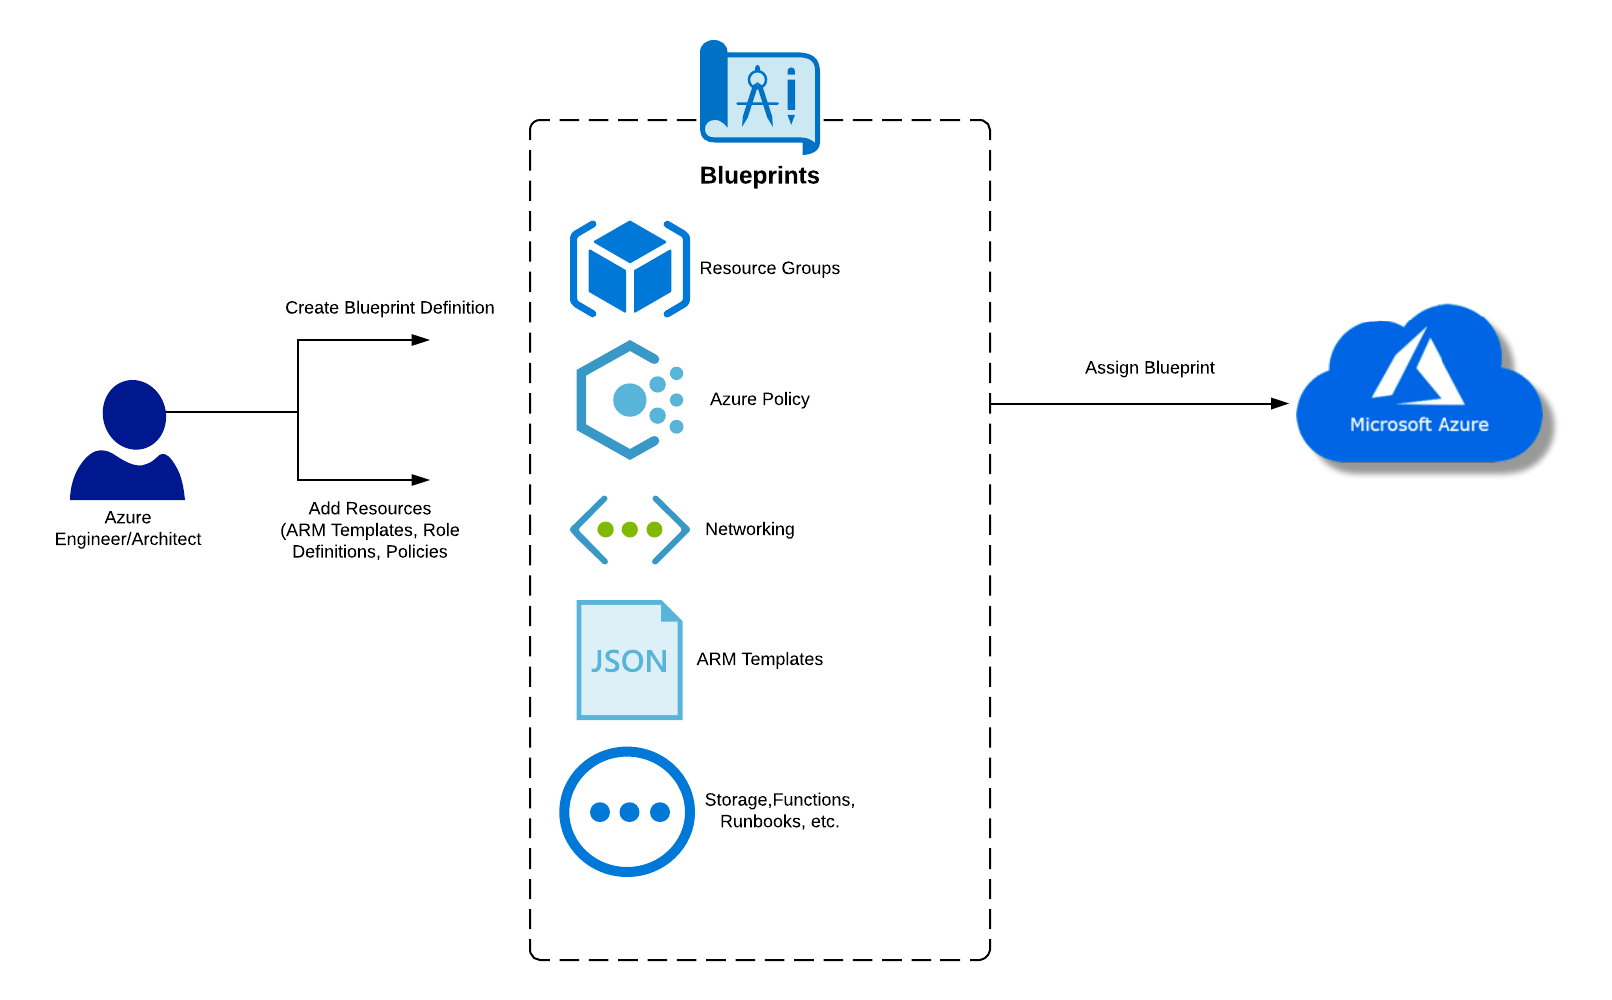 Blueprints
Resource Groups
Create Blueprint Definition
Assign Blueprint
Azure Policy
Microsoft Azure
Azure
Engineer/Architect
Add Resources
(ARM Templates, Role
Definitions, Policies
Networking
JSON
ARM Templates
Storage,Functions,
Runbooks, etc.